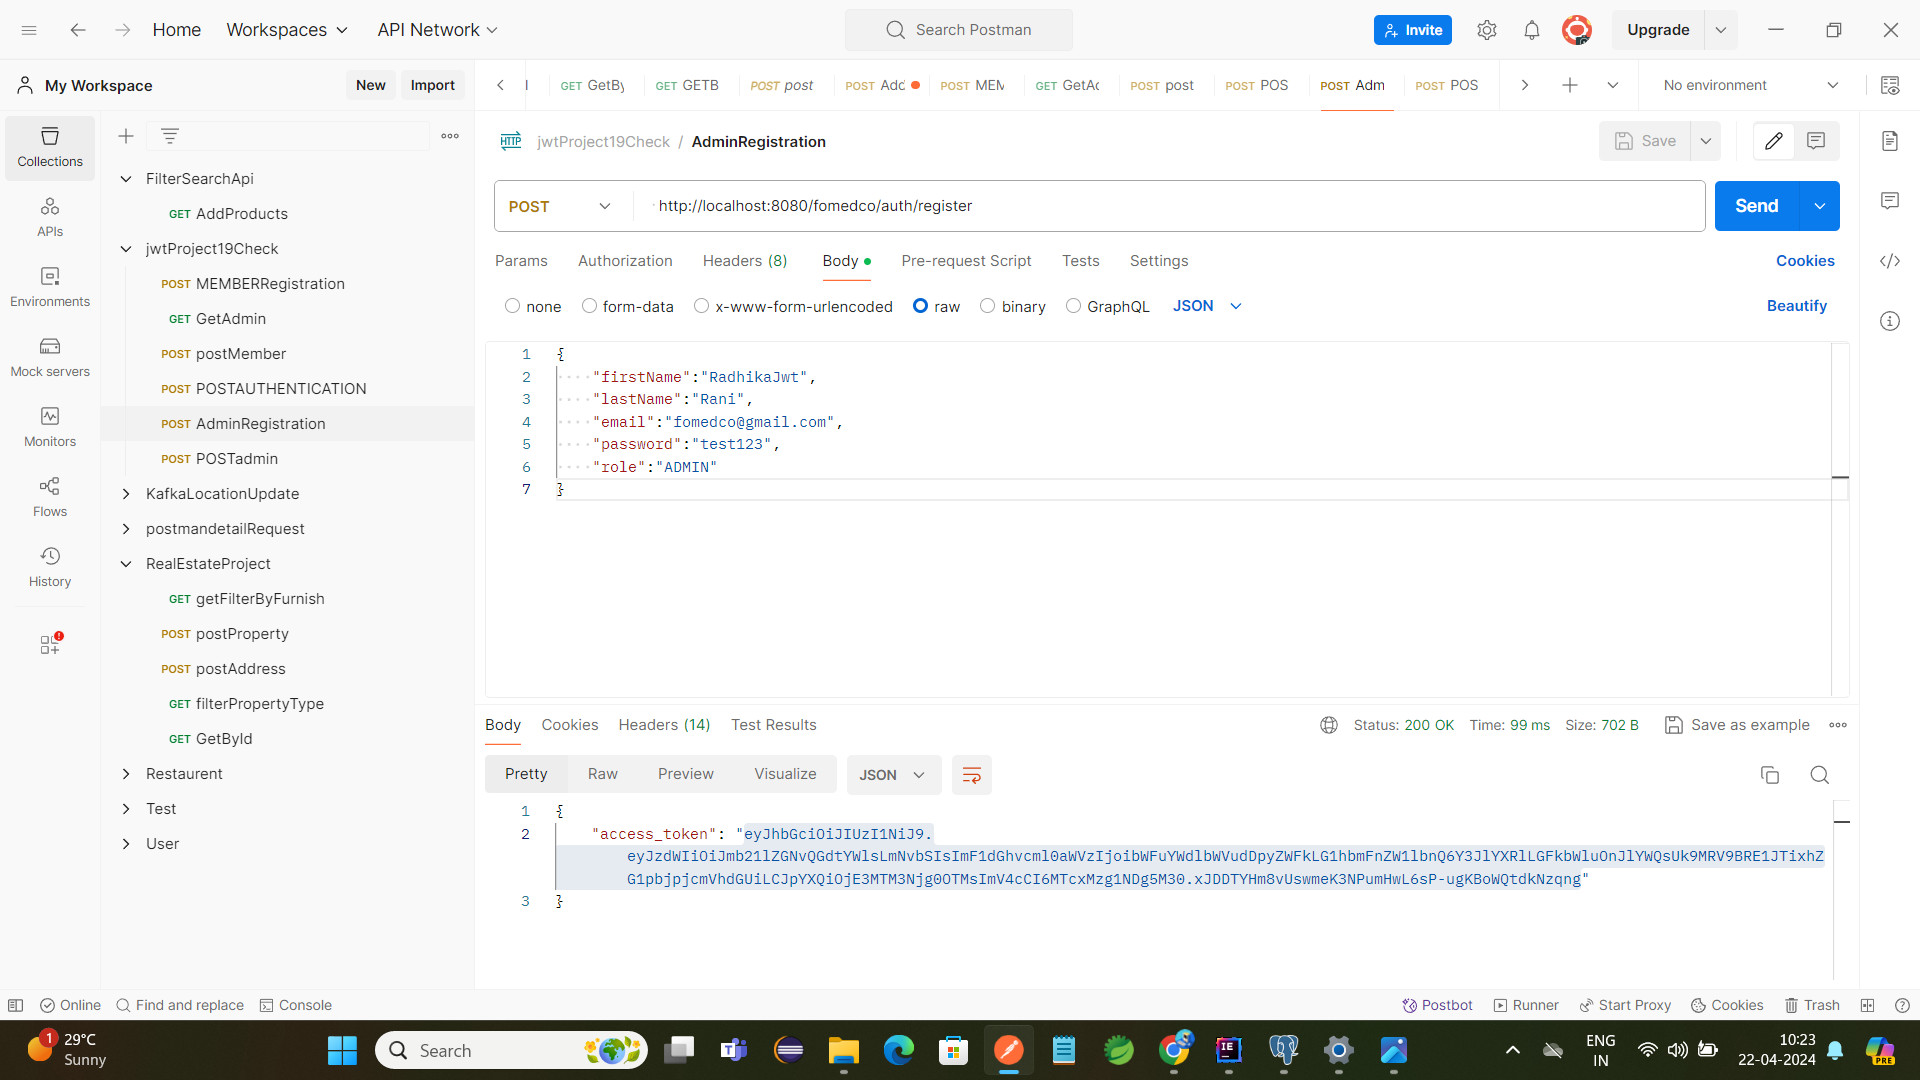 Home
Workspaces
API Network
Search Postman
Invite
Upgrade
My Workspace
New
Import
GET GetBy
GET GETB
POST post
POST Add
POST MEM
GET GetAc
POST post
POST POS
POST Adm
POST POS
No environment
Collections
APIs
Environments
Mock servers
Monitors
Flows
History
FilterSearchApi
GET AddProducts
jwtProject19Check
POST MEMBERRegistration
GET GetAdmin
POST postMember
POST POSTAUTHENTICATION
POST AdminRegistration
POST POSTadmin
KafkaLocationUpdate
postmandetailRequest
RealEstateProject
GET getFilterByFurnish
POST postProperty
POST postAddress
GET filterPropertyType
GET GetById
Restaurent
Test
User
HTTP jwtProject19Check / AdminRegistration
Save
POST http://localhost:8080/fomedco/auth/register
Send
Params Authorization Headers (8) Body Pre-request Script Tests Settings Cookies
none form-data x-www-form-urlencoded raw binary GraphQL JSON Beautify
1 {
2 "firstName":"RadhikaJwt",
3 "lastName":"Rani",
4 "email":"fomedco@gmail.com",
5 "password":"test123",
6 "role":"ADMIN"
7 }
Body Cookies Headers (14) Test Results Status: 200 OK Time: 99 ms Size: 702 B Save as example
Pretty Raw Preview Visualize JSON
1 {
2 "access_token": "eyJhbGciOiJIUzI1NiJ9.
eyJzdWIiOiJmb21lZGNvQGdtYWlsLmNvbSIsImF1dGhvcml0aWVzIjoibWFuYWdlbWVudDpyZWFkLG1hbmFnZW1lbnQ6Y3JlYXRlLGFkbWluOnJlYWQsUk9MRV9BRE1JTixhZ
G1pbjpjcmVhdGUiLCJpYXQiOjE3MTM3Njg0OTMsImV4cCI6MTcxMzg1NDg5M30.xJDDTYHm8vUswmeK3NPumHwL6sP-ugKBoWQtdkNzqng"
3 }
Online Find and replace Console Postbot Runner Start Proxy Cookies Trash
1
29°C
Sunny
Search
ENG
IN
10:23
22-04-2024
PRE